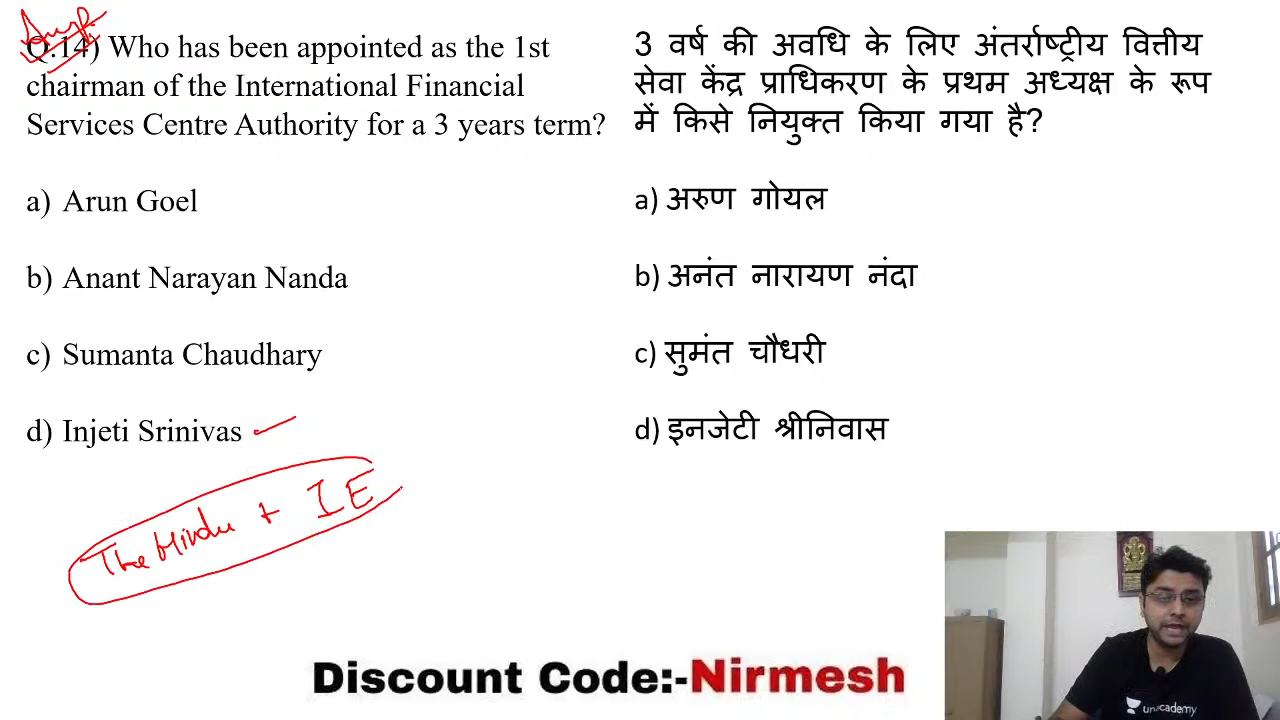 Imp.
Q.14) Who has been appointed as the 1st
chairman of the International Financial
Services Centre Authority for a 3 years term?
a) Arun Goel
b) Anant Narayan Nanda
c) Sumanta Chaudhary
d) Injeti Srinivas
The Hindu + I E
3 वर्ष की अवधि के लिए अंतर्राष्ट्रीय वित्तीय
सेवा केंद्र प्राधिकरण के प्रथम अध्यक्ष के रूप
में किसे नियुक्त किया गया है?
a) अरुण गोयल
b) अनंत नारायण नंदा
c) सुमंत चौधरी
d) इनजेटी श्रीनिवास
unacademy
Discount Code:-Nirmesh